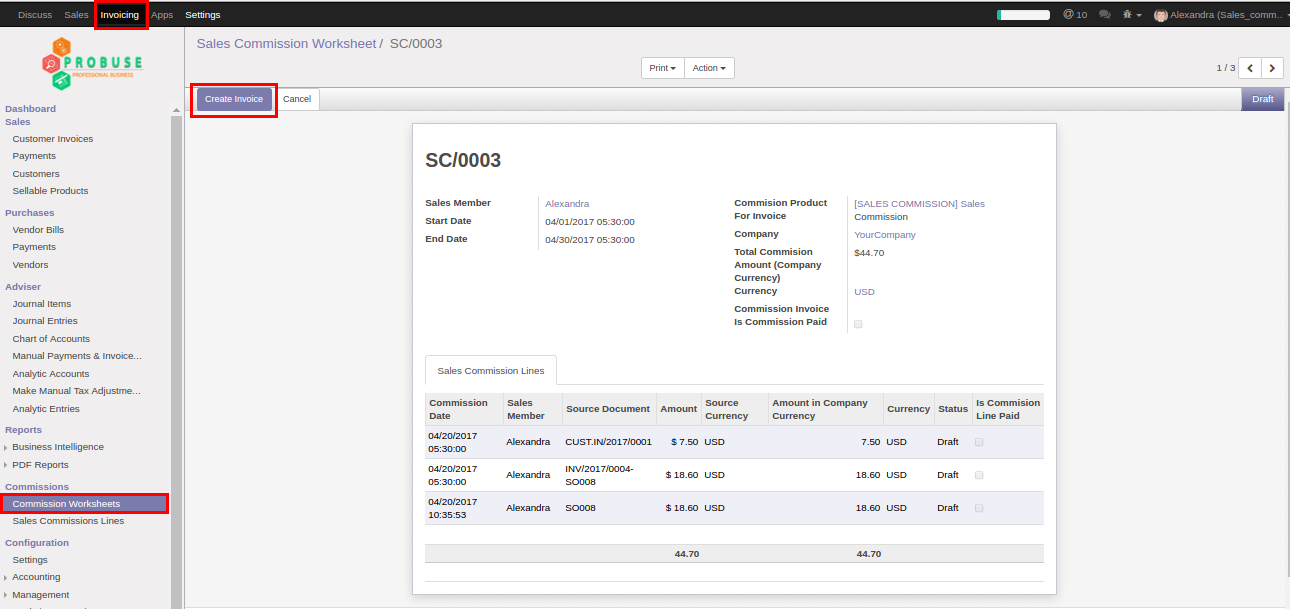 Discuss Sales Invoicing Apps Settings @ 10 Alexandra (Sales_comm..
PROBUSE
PROFESSIONAL BUSINESS
Sales Commission Worksheet / SC/0003
Print Action 1 / 3
Create Invoice Cancel Draft
Dashboard
Sales
Customer Invoices
Payments
Customers
Sellable Products
Purchases
Vendor Bills
Payments
Vendors
Adviser
Journal Items
Journal Entries
Chart of Accounts
Manual Payments & Invoice...
Analytic Accounts
Make Manual Tax Adjustme...
Analytic Entries
Reports
Business Intelligence
PDF Reports
Commissions
Commission Worksheets
Sales Commissions Lines
Configuration
Settings
Accounting
Management
SC/0003
Sales Member Alexandra
Start Date 04/01/2017 05:30:00
End Date 04/30/2017 05:30:00
Commision Product [SALES COMMISSION] Sales
For Invoice Commission
Company YourCompany
Total Commision $44.70
Amount (Company
Currency)
Currency USD
Commission Invoice
Is Commission Paid
Sales Commission Lines
Commission Sales Source Document Amount Source Amount in Company Currency Status Is Commision
Date Member Currency Currency Line Paid
04/20/2017
05:30:00 Alexandra CUST.IN/2017/0001 $ 7.50 USD 7.50 USD Draft
04/20/2017 INV/2017/0004-
05:30:00 Alexandra SO008 $ 18.60 USD 18.60 USD Draft
04/20/2017
10:35:53 Alexandra SO008 $ 18.60 USD 18.60 USD Draft
44.70 44.70